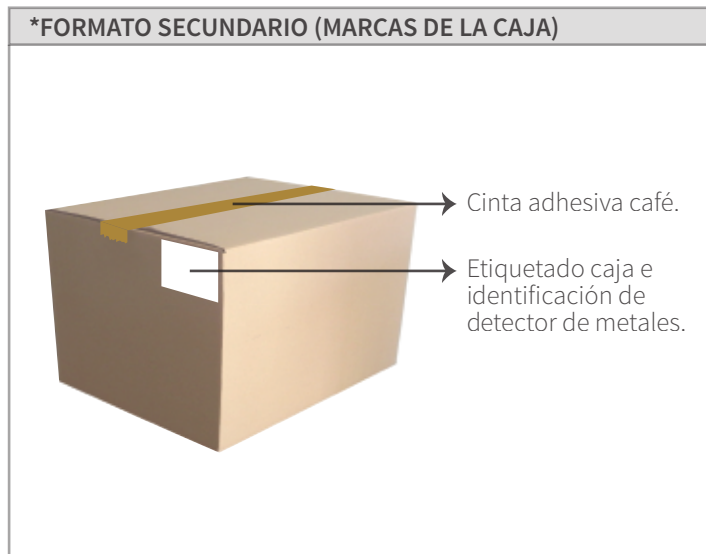 *FORMATO SECUNDARIO (MARCAS DE LA CAJA)
Cinta adhesiva café.
Etiquetado caja e
identificación de
detector de metales.